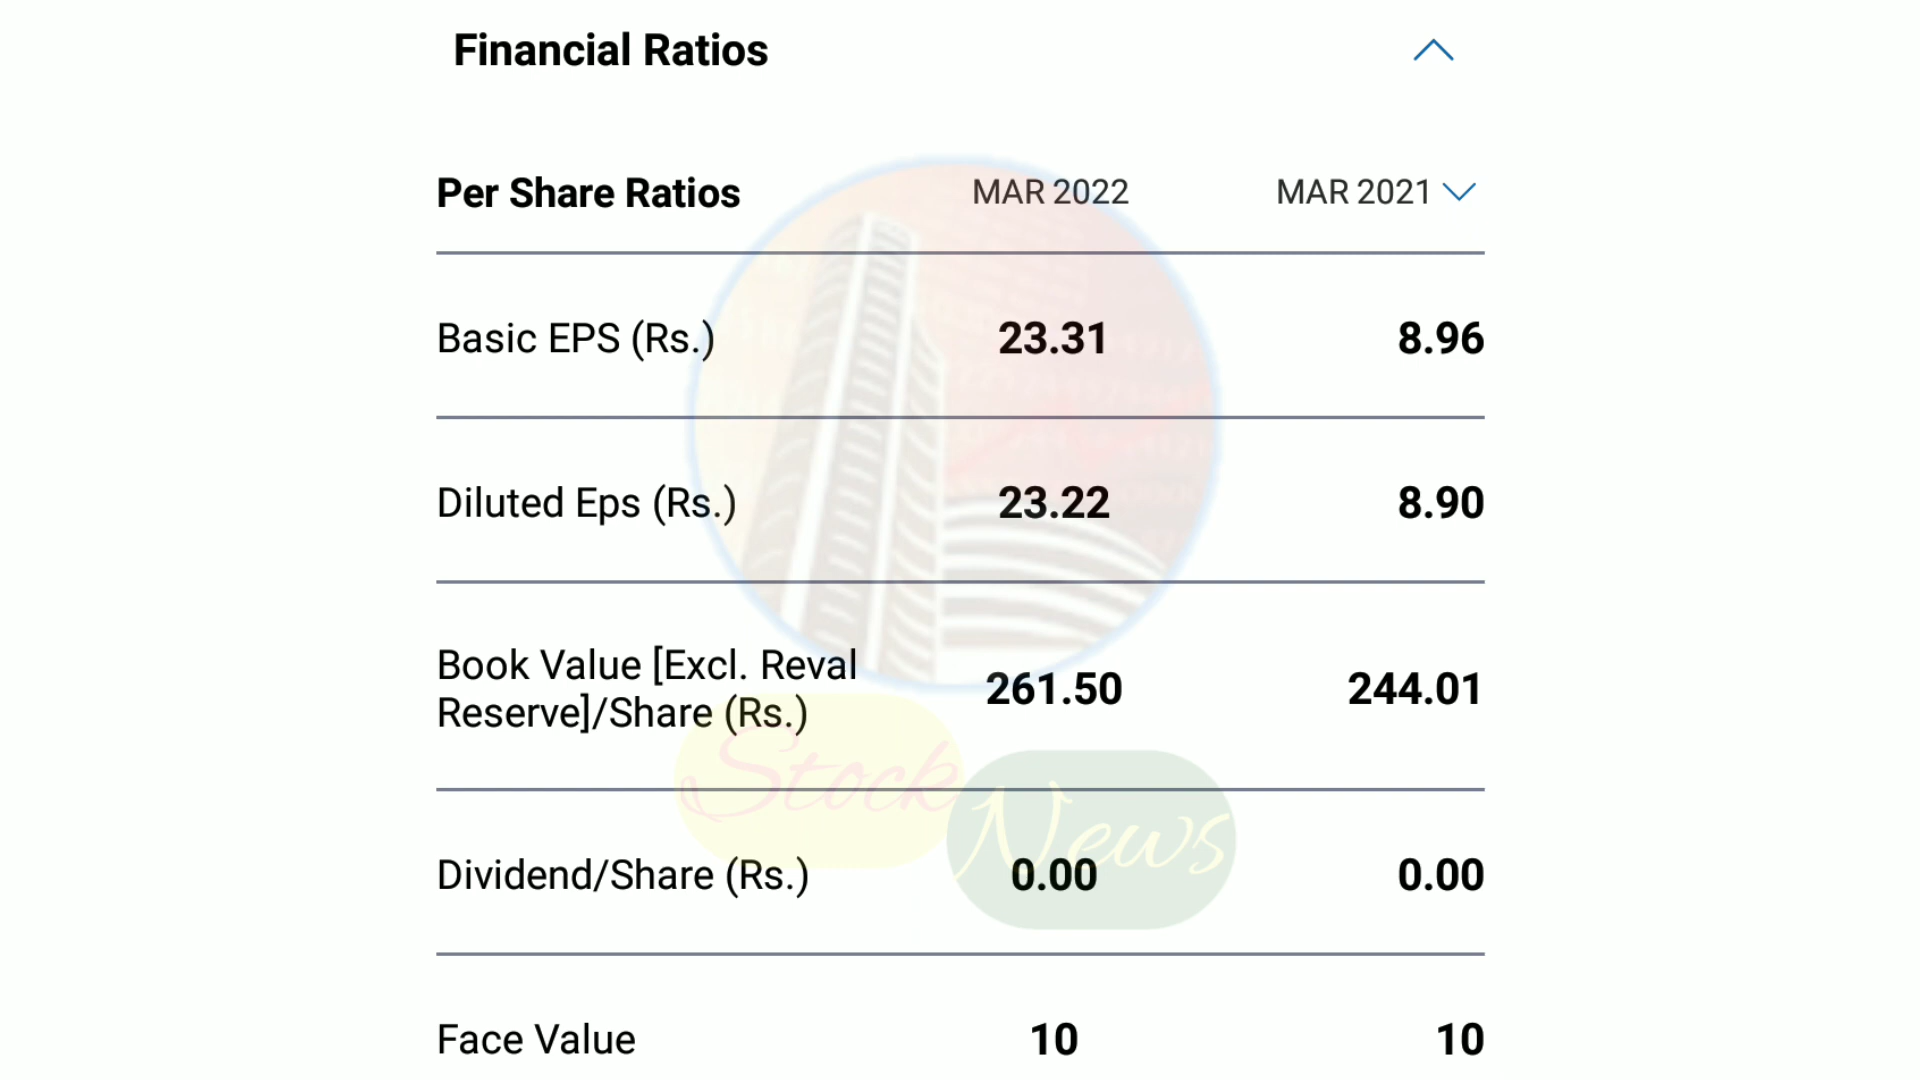 Financial Ratios
Per Share Ratios MAR 2022 MAR 2021
Basic EPS (Rs.) 23.31 8.96
Diluted Eps (Rs.) 23.22 8.90
Book Value [Excl. Reval
Reserve]/Share (Rs.) 261.50 244.01
Stock
News
Dividend/Share (Rs.) 0.00 0.00
Face Value 10 10